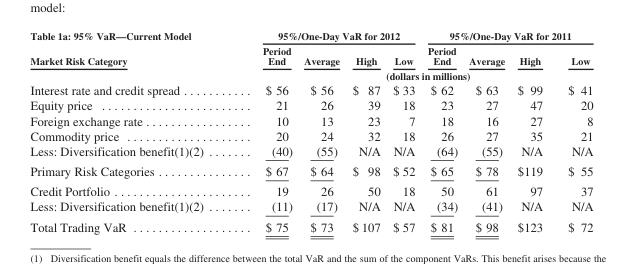 model:
Table 1a: 95% VaR—Current Model 95%/One-Day VaR for 2012 95%/One-Day VaR for 2011
Market Risk Category Period End Average High Low Period End Average High Low
(dollars in millions)
Interest rate and credit spread . . . . . . . . . . . $ 56 $ 56 $ 87 $ 33 $ 62 $ 63 $ 99 $ 41
Equity price . . . . . . . . . . . . . . . . . . . . . . . . 21 26 39 18 23 27 47 20
Foreign exchange rate . . . . . . . . . . . . . . . . . 10 13 23 7 18 16 27 8
Commodity price . . . . . . . . . . . . . . . . . . . . 20 24 32 18 26 27 35 21
Less: Diversification benefit(1)(2) . . . . . . . (40) (55) N/A N/A (64) (55) N/A N/A
Primary Risk Categories . . . . . . . . . . . . . . . $ 67 $ 64 $ 98 $ 52 $ 65 $ 78 $119 $ 55
Credit Portfolio . . . . . . . . . . . . . . . . . . . . . . 19 26 50 18 50 61 97 37
Less: Diversification benefit(1)(2) . . . . . . . (11) (17) N/A N/A (34) (41) N/A N/A
Total Trading VaR . . . . . . . . . . . . . . . . . . . $ 75 $ 73 $ 107 $ 57 $ 81 $ 98 $123 $ 72
(1) Diversification benefit equals the difference between the total VaR and the sum of the component VaRs. This benefit arises because the